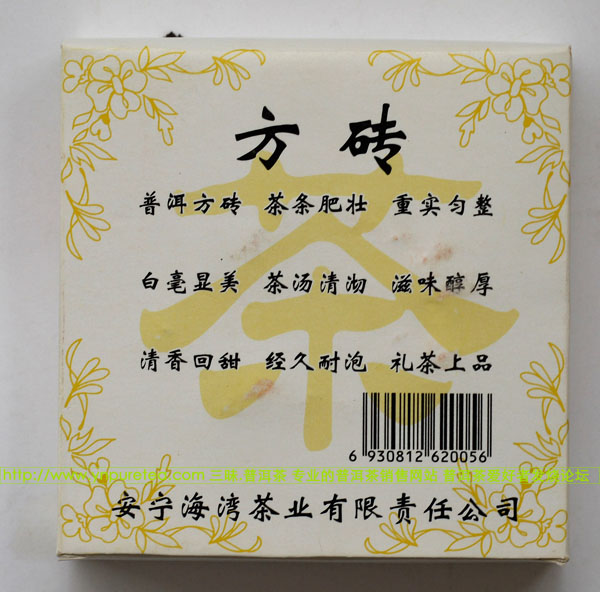 方砖
普洱方砖 茶条肥壮 重实匀整
白毫显美 茶汤清沏 滋味醇厚
清香回甜 经久耐泡 礼茶上品
茶
6 930812 620056
安宁海湾茶业有限责任公司